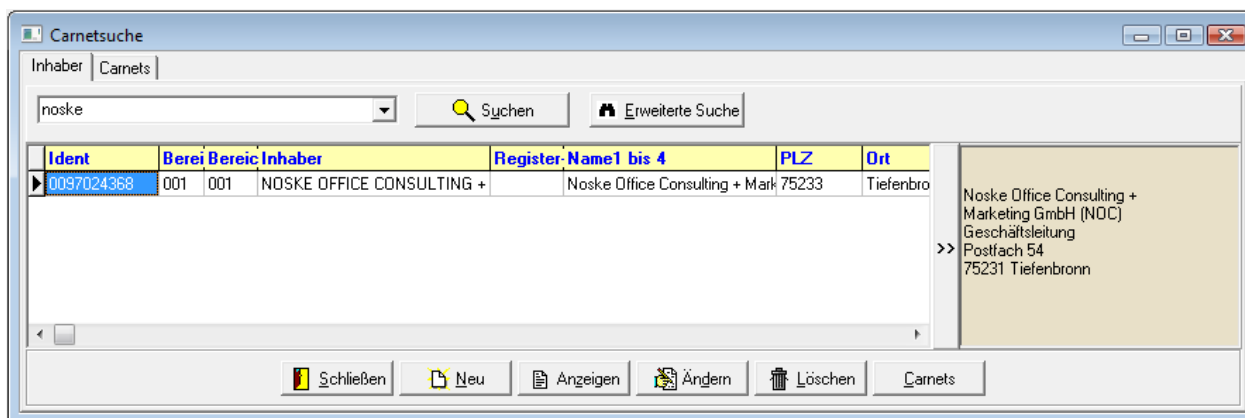 Carnetsuche
Inhaber Carnets
noske Suchen Erweiterte Suche
Ident Berei Bereic Inhaber Register- Name1 bis 4 PLZ Ort
0097024368 001 001 NOSKE OFFICE CONSULTING + Noske Office Consulting + Mark 75233 Tiefenbro
Noske Office Consulting +
Marketing GmbH (NOC)
Geschäftsleitung
Postfach 54
75231 Tiefenbronn
>>
Schließen Neu Anzeigen Ändern Löschen Carnets